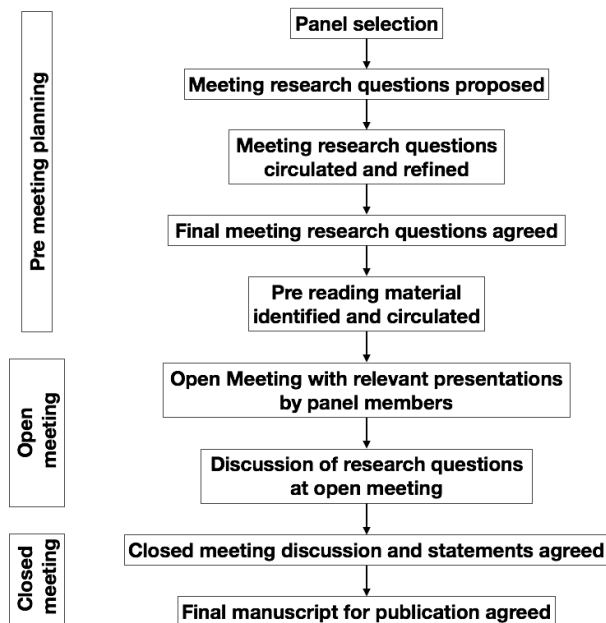 Pre meeting planning
Panel selection
Meeting research questions proposed
Meeting research questions
circulated and refined
Final meeting research questions agreed
Pre reading material
identified and circulated
Open
meeting
Open Meeting with relevant presentations
by panel members
Discussion of research questions
at open meeting
Closed
meeting
Closed meeting discussion and statements agreed
Final manuscript for publication agreed